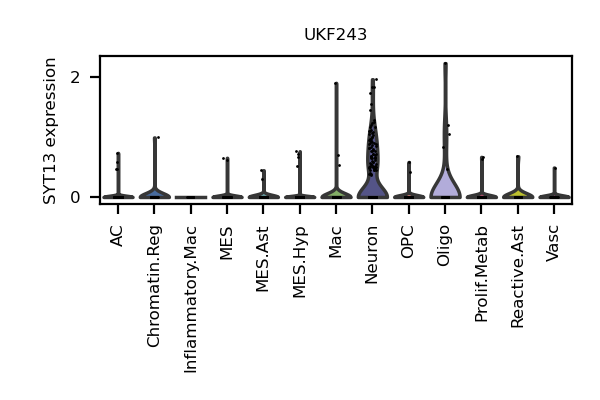 UKF243
SYT13 expression
2
0
AC
Chromatin.Reg
Inflammatory.Mac
MES
MES.Ast
MES.Hyp
Mac
Neuron
OPC
Oligo
Prolif.Metab
Reactive.Ast
Vasc